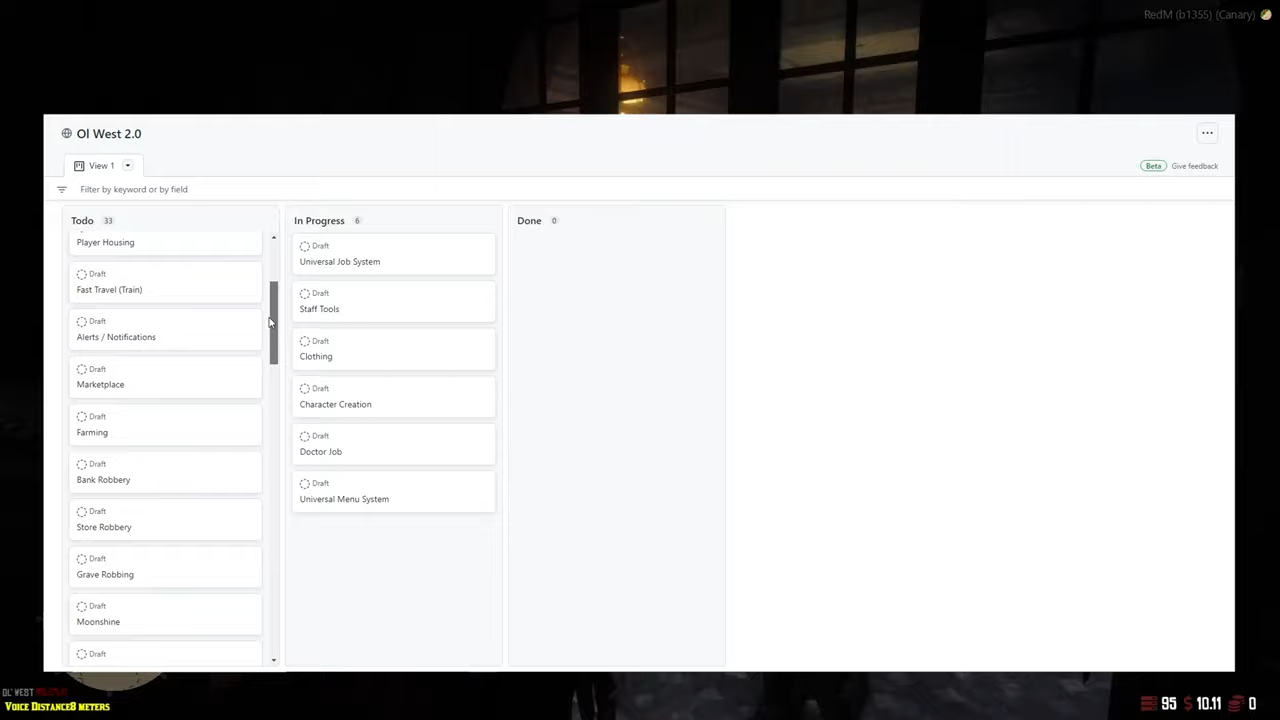 RedM (b1355) (Canary)
Ol West 2.0
View 1
Beta
Give feedback
Filter by keyword or by field
Todo 33
Player Housing
Draft
Fast Travel (Train)
Draft
Alerts / Notifications
Draft
Marketplace
Draft
Farming
Draft
Bank Robbery
Draft
Store Robbery
Draft
Grave Robbing
Draft
Moonshine
Draft
In Progress 6
Draft
Universal Job System
Draft
Staff Tools
Draft
Clothing
Draft
Character Creation
Draft
Doctor Job
Draft
Universal Menu System
Done 0
OL' WEST
VOICE DISTANCE8 METERS
95 $ 10.11 0